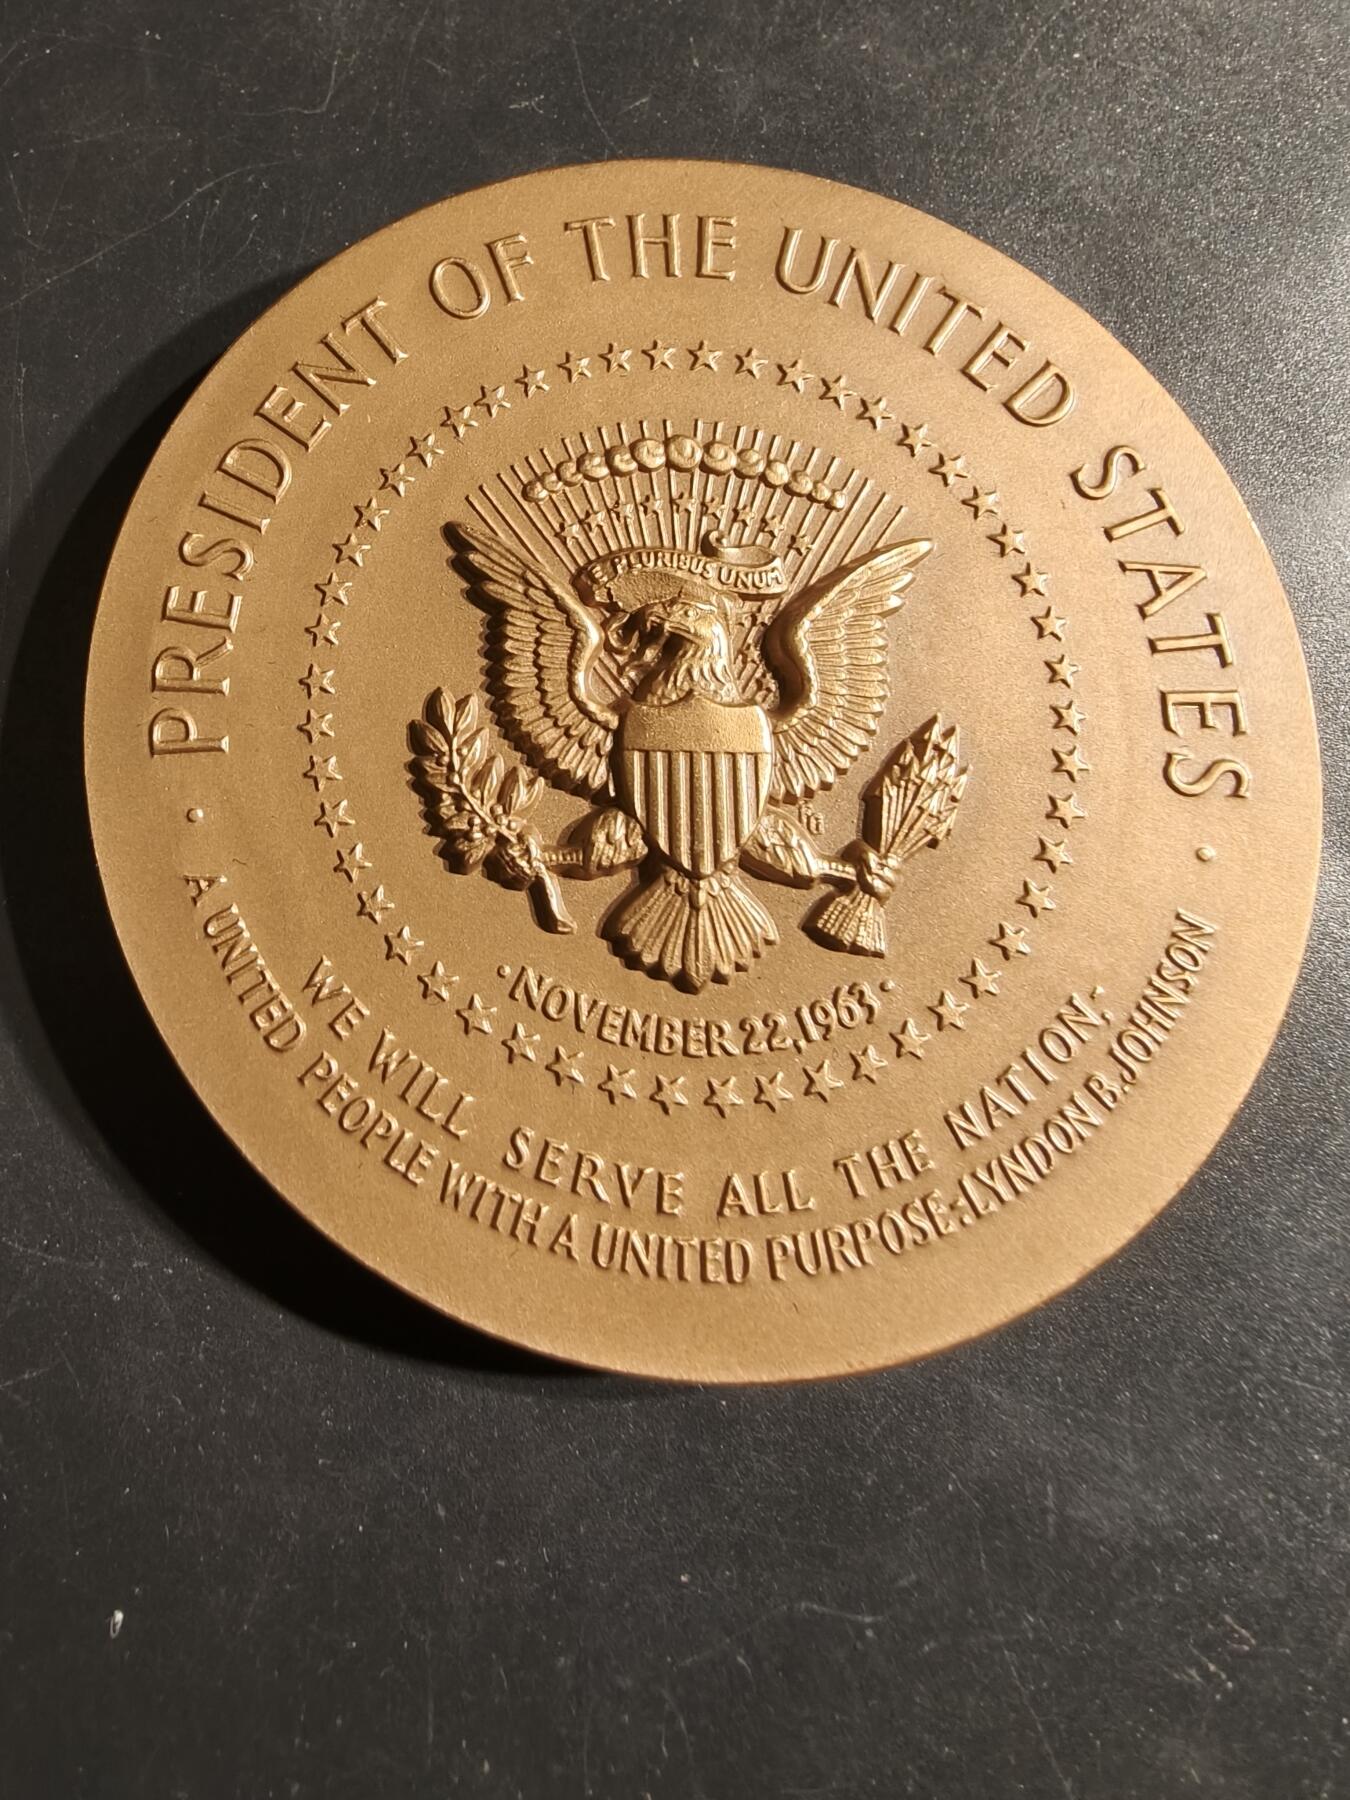 · PRESIDENT OF THE UNITED STATES ·
E PLURIBUS UNUM
· NOVEMBER 22, 1963 ·
WE WILL SERVE ALL THE NATION,-
A UNITED PEOPLE WITH A UNITED PURPOSE-:LYNDON B. JOHNSON